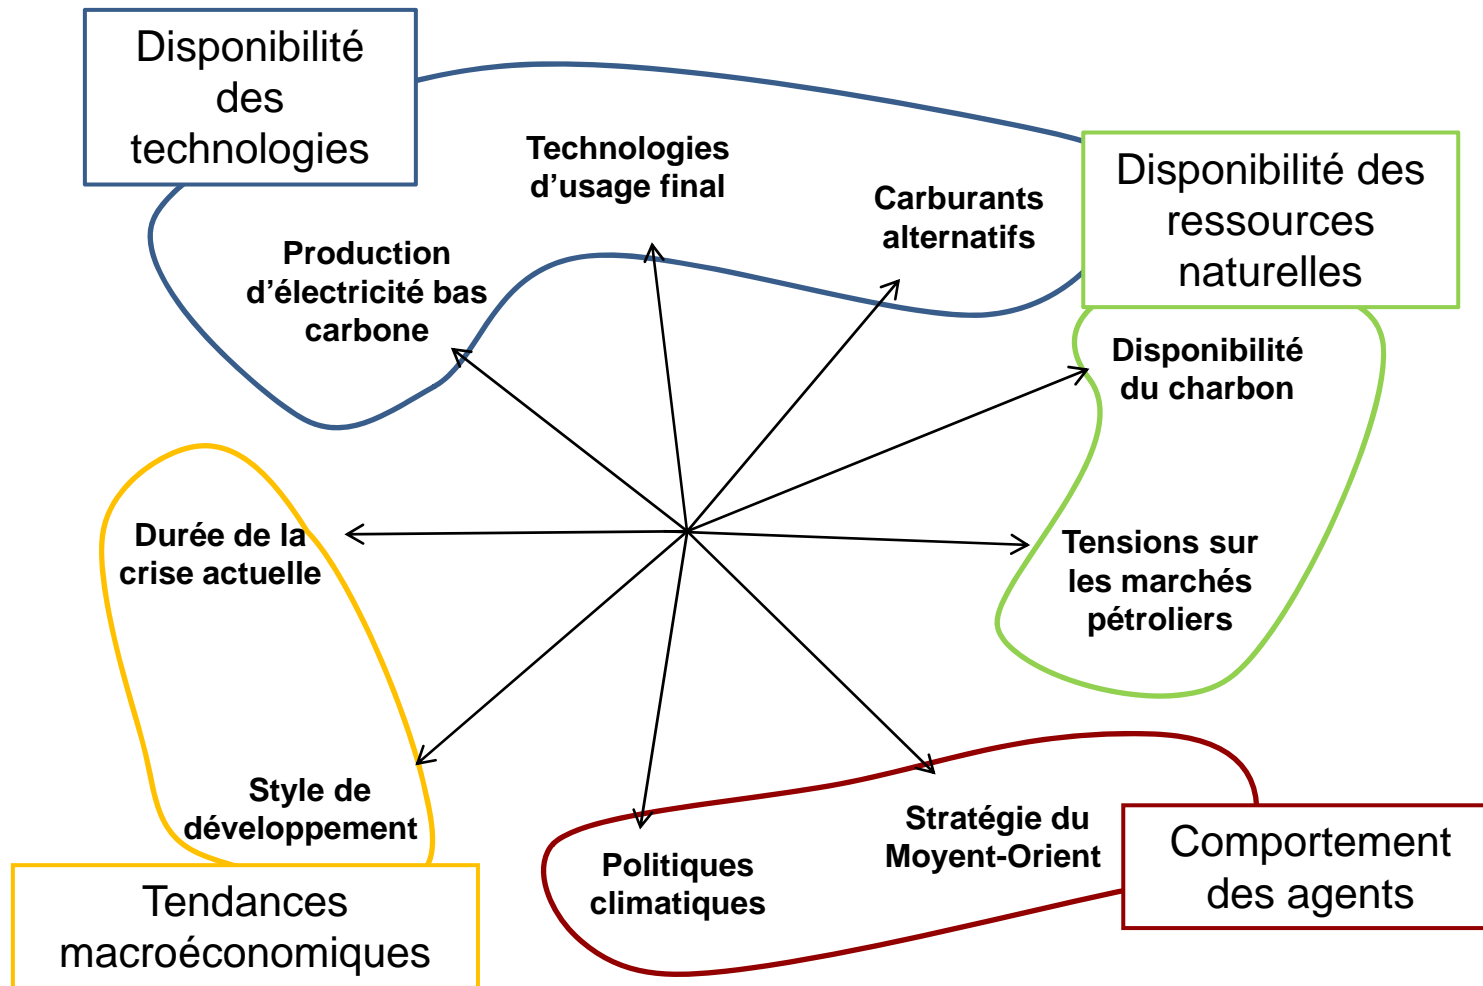 Disponibilité
des
technologies
Technologies
d’usage final
Carburants
alternatifs
Disponibilité des
ressources
naturelles
Production
d’électricité bas
carbone
Disponibilité
du charbon
Durée de la
crise actuelle
Tensions sur
les marchés
pétroliers
Style de
développement
Stratégie du
Moyent-Orient
Politiques
climatiques
Comportement
des agents
Tendances
macroéconomiques